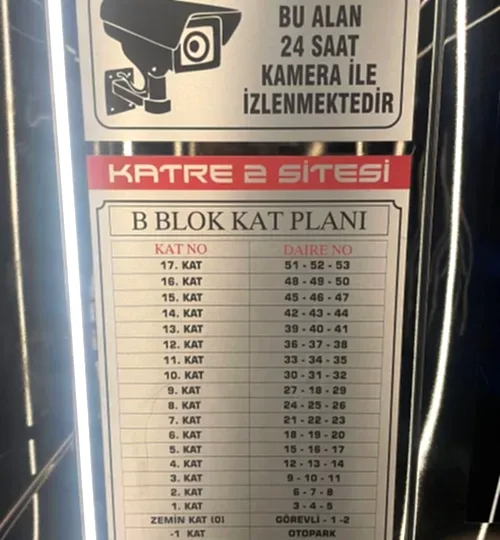 BU ALAN
24 SAAT
KAMERA İLE
İZLENMEKTEDİR
KATRE 2 SİTESİ
B BLOK KAT PLANI
KAT NO DAİRE NO
17. KAT 51 - 52 - 53
16. KAT 48 - 49 - 50
15. KAT 45 - 46 - 47
14. KAT 42 - 43 - 44
13. KAT 39 - 40 - 41
12. KAT 36 - 37 - 38
11. KAT 33 - 34 - 35
10. KAT 30 - 31 - 32
9. KAT 27 - 18 - 29
8. KAT 24 - 25 - 26
7. KAT 21 - 22 - 23
6. KAT 18 - 19 - 20
5. KAT 15 - 16 - 17
4. KAT 12 - 13 - 14
3. KAT 9 - 10 - 11
2. KAT 6 - 7 - 8
1. KAT 3 - 4 - 5
ZEMİN KAT (0) GÖREVLİ - 1 -2
-1 KAT OTOPARK